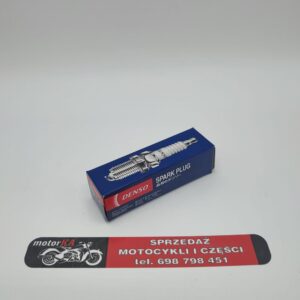 DENSO
SPARK PLUG
motorKA
SPRZEDAŻ
MOTOCYKLI I CZĘŚCI
tel. 698 798 451